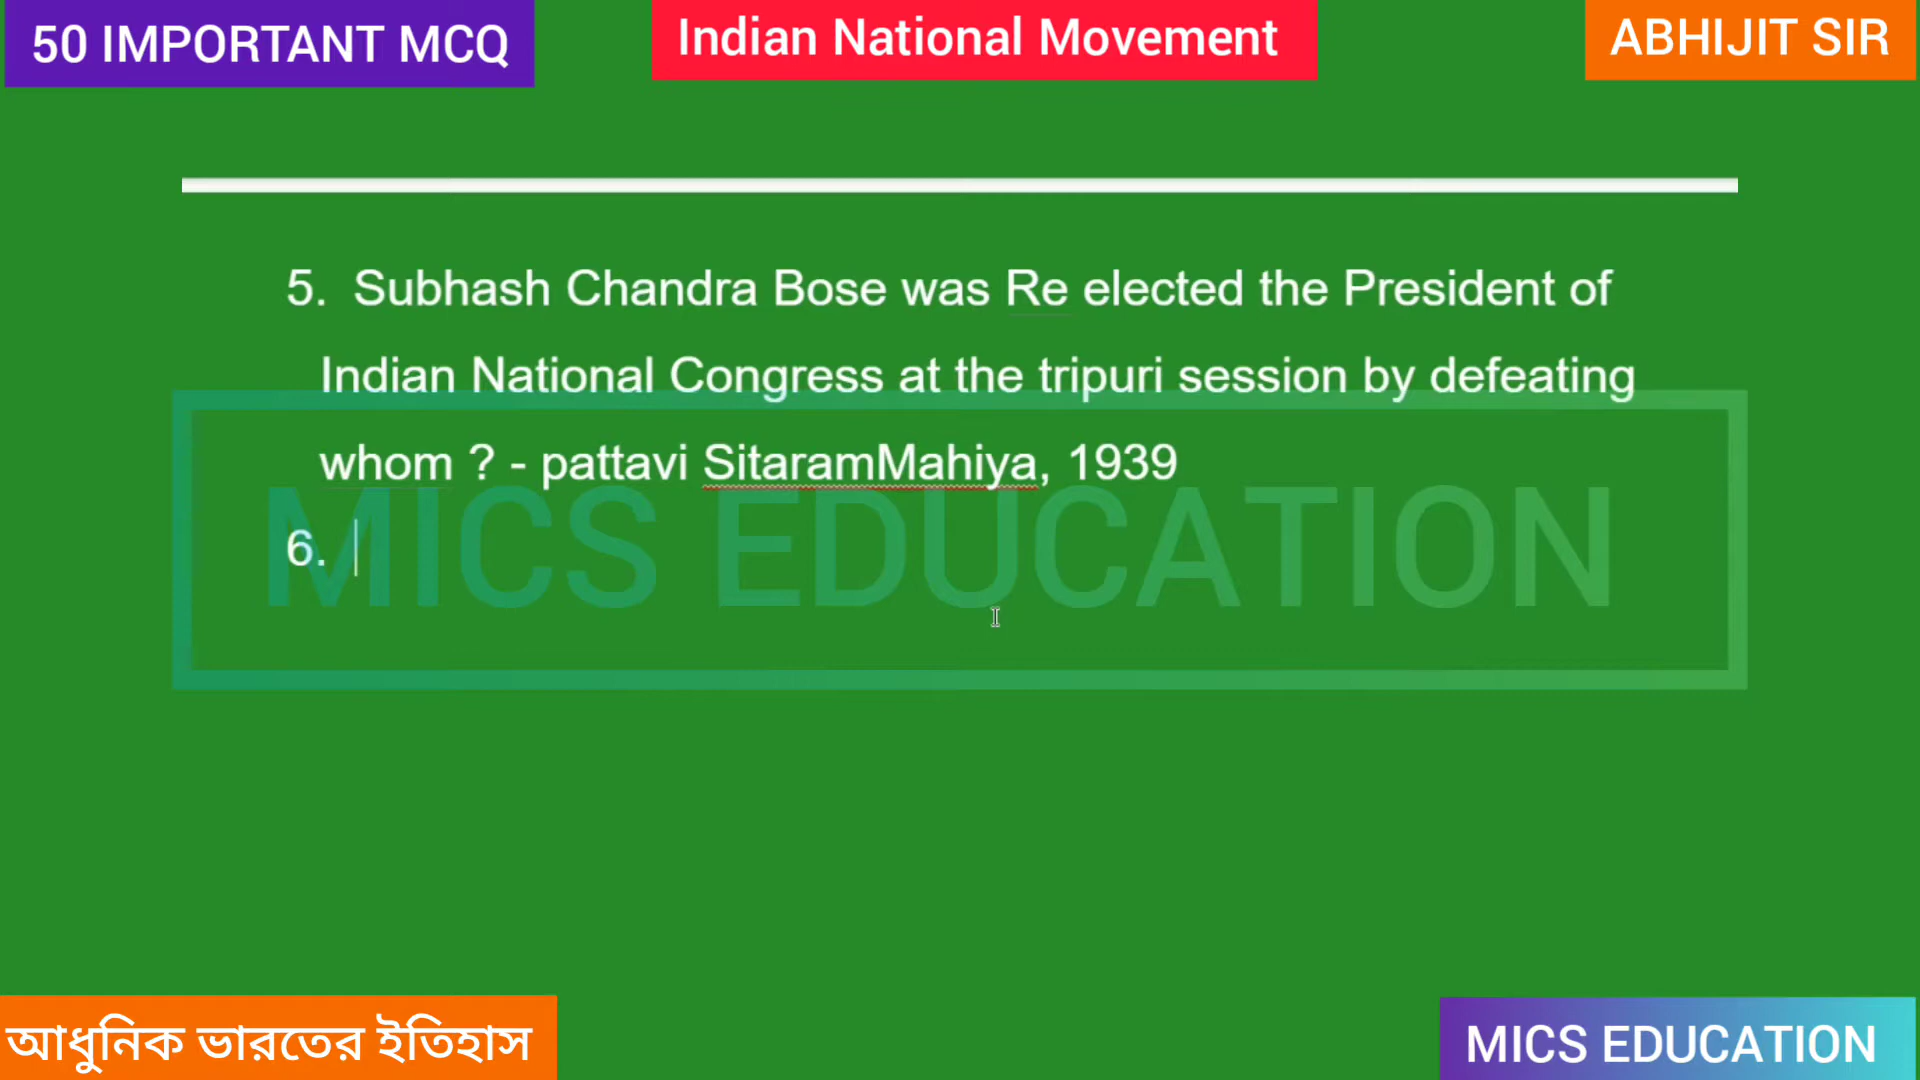 50 IMPORTANT MCQ
Indian National Movement
ABHIJIT SIR
5. Subhash Chandra Bose was Re elected the President of
Indian National Congress at the tripuri session by defeating
whom ? - pattavi SitaramMahiya, 1939
6.
MICS EDUCATION
আধুনিক ভারতের ইতিহাস
MICS EDUCATION